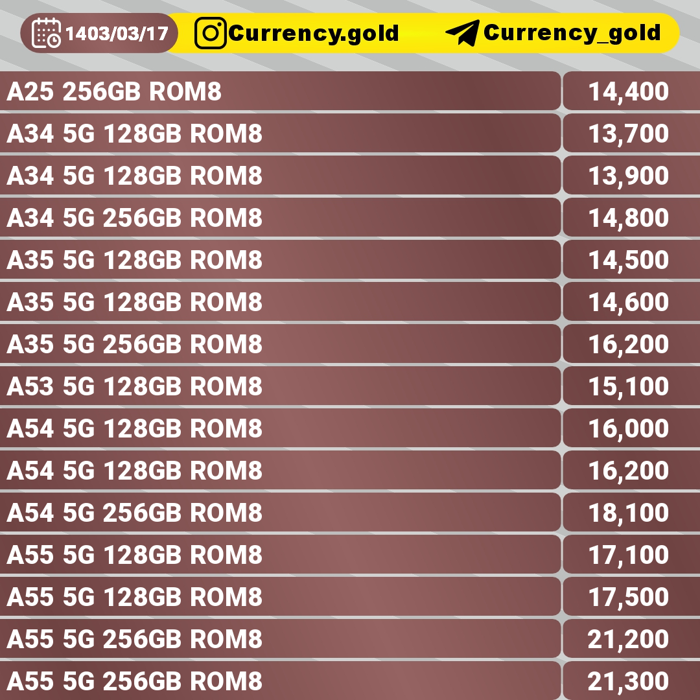 1403/03/17 Currency.gold Currency_gold
A25 256GB ROM8 14,400
A34 5G 128GB ROM8 13,700
A34 5G 128GB ROM8 13,900
A34 5G 256GB ROM8 14,800
A35 5G 128GB ROM8 14,500
A35 5G 128GB ROM8 14,600
A35 5G 256GB ROM8 16,200
A53 5G 128GB ROM8 15,100
A54 5G 128GB ROM8 16,000
A54 5G 128GB ROM8 16,200
A54 5G 256GB ROM8 18,100
A55 5G 128GB ROM8 17,100
A55 5G 128GB ROM8 17,500
A55 5G 256GB ROM8 21,200
A55 5G 256GB ROM8 21,300